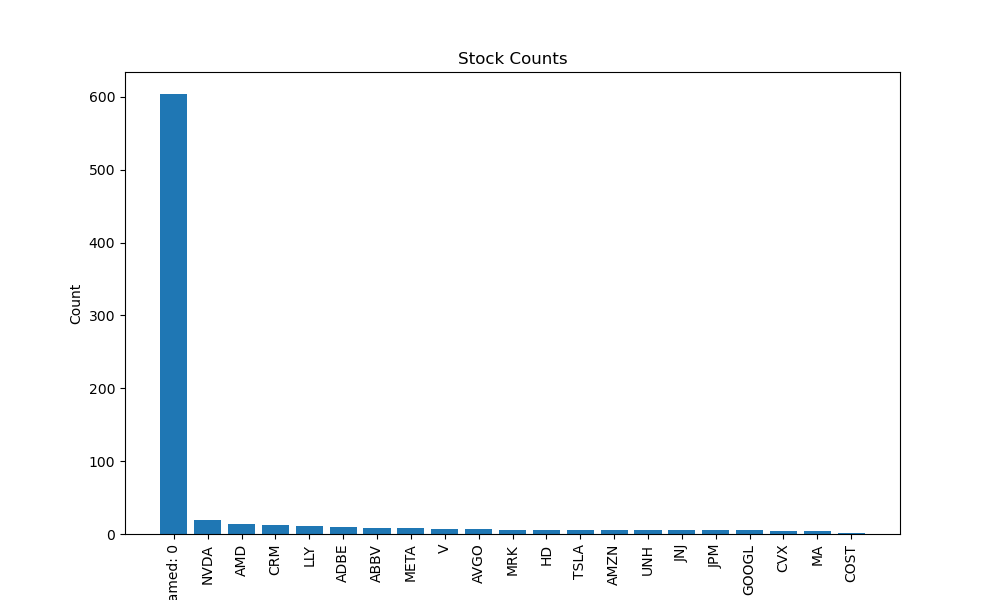 Stock Counts
600
500
400
300
200
100
0
Count
amed: 0
NVDA
AMD
CRM
LLY
ADBE
ABBV
META
V
AVGO
MRK
HD
TSLA
AMZN
UNH
JNJ
JPM
GOOGL
CVX
MA
COST